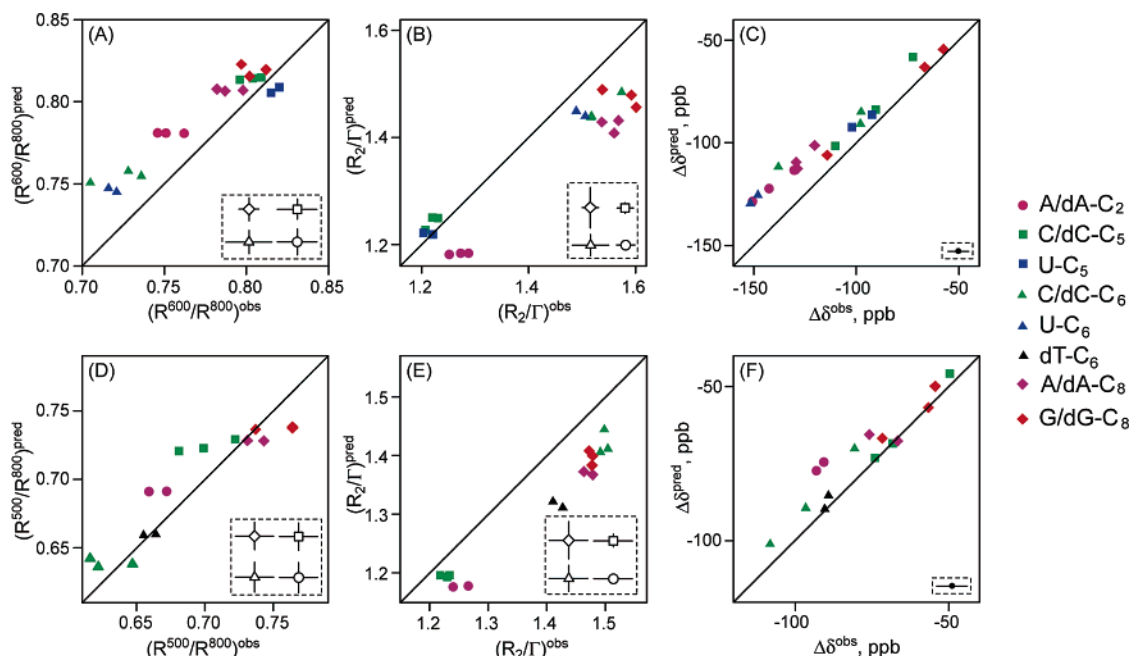 (A)
0.85
0.80
0.75
0.70
(R⁶⁰⁰/R⁸⁰⁰)ᵖʳᵉᵈ
0.70 0.75 0.80 0.85
(R⁶⁰⁰/R⁸⁰⁰)ᵒᵇˢ
(B)
1.6
1.4
1.2
(R₂/Γ)ᵖʳᵉᵈ
1.2 1.4 1.6
(R₂/Γ)ᵒᵇˢ
(C)
-50
-100
-150
Δδᵖʳᵉᵈ, ppb
-150 -100 -50
Δδᵒᵇˢ, ppb
A/dA-C₂
C/dC-C₅
U-C₅
C/dC-C₆
U-C₆
dT-C₆
A/dA-C₈
G/dG-C₈
(D)
0.75
0.70
0.65
(R⁵⁰⁰/R⁸⁰⁰)ᵖʳᵉᵈ
0.65 0.70 0.75
(R⁵⁰⁰/R⁸⁰⁰)ᵒᵇˢ
(E)
1.5
1.4
1.3
1.2
(R₂/Γ)ᵖʳᵉᵈ
1.2 1.3 1.4 1.5
(R₂/Γ)ᵒᵇˢ
(F)
-50
-100
Δδᵖʳᵉᵈ, ppb
-100 -50
Δδᵒᵇˢ, ppb